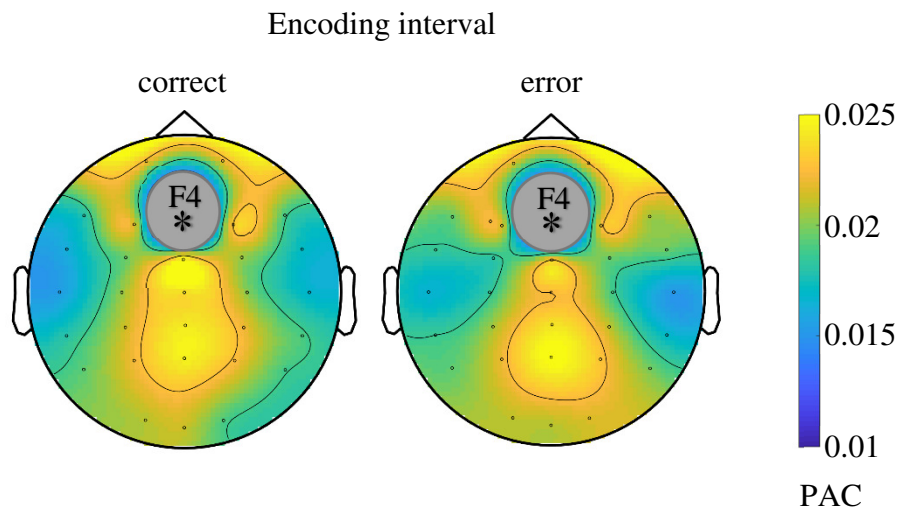 Encoding interval
correct
error
F4
*
F4
*
0.025
0.02
0.015
0.01
PAC